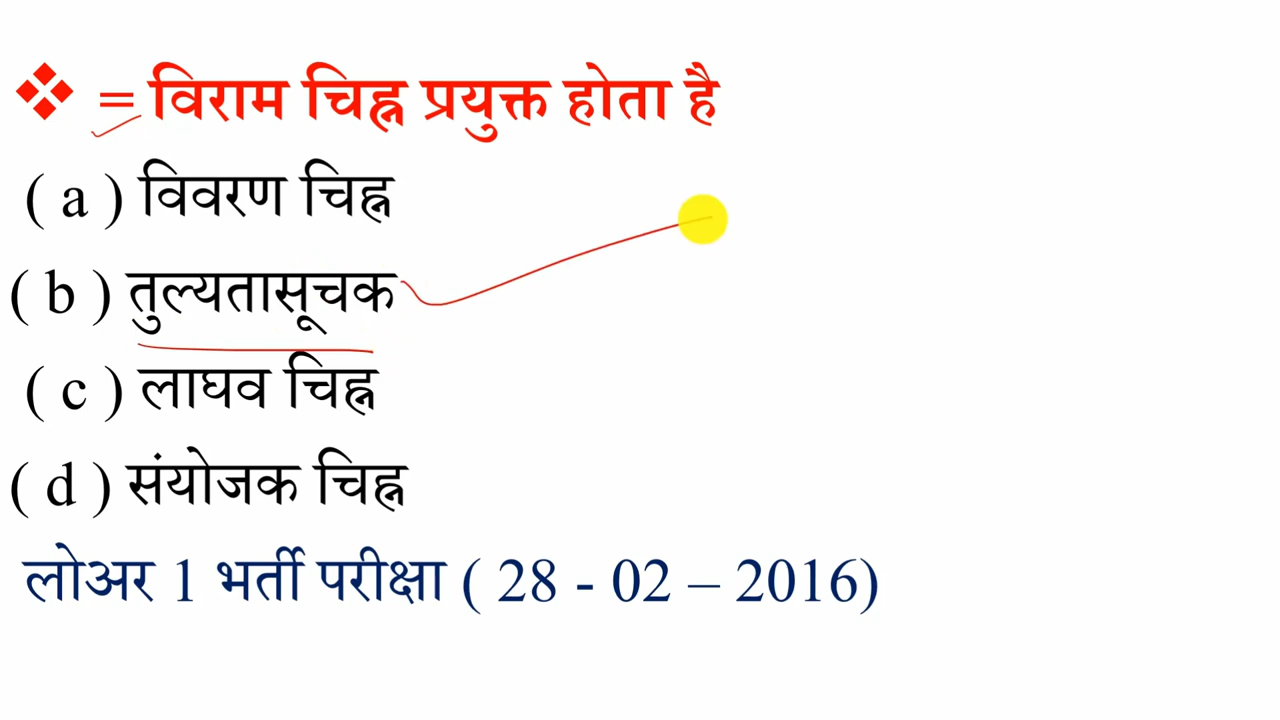 ❖ = विराम चिह्न प्रयुक्त होता है
( a ) विवरण चिह्न
( b ) तुल्यतासूचक
( c ) लाघव चिह्न
( d ) संयोजक चिह्न
लोअर 1 भर्ती परीक्षा ( 28 - 02 – 2016)